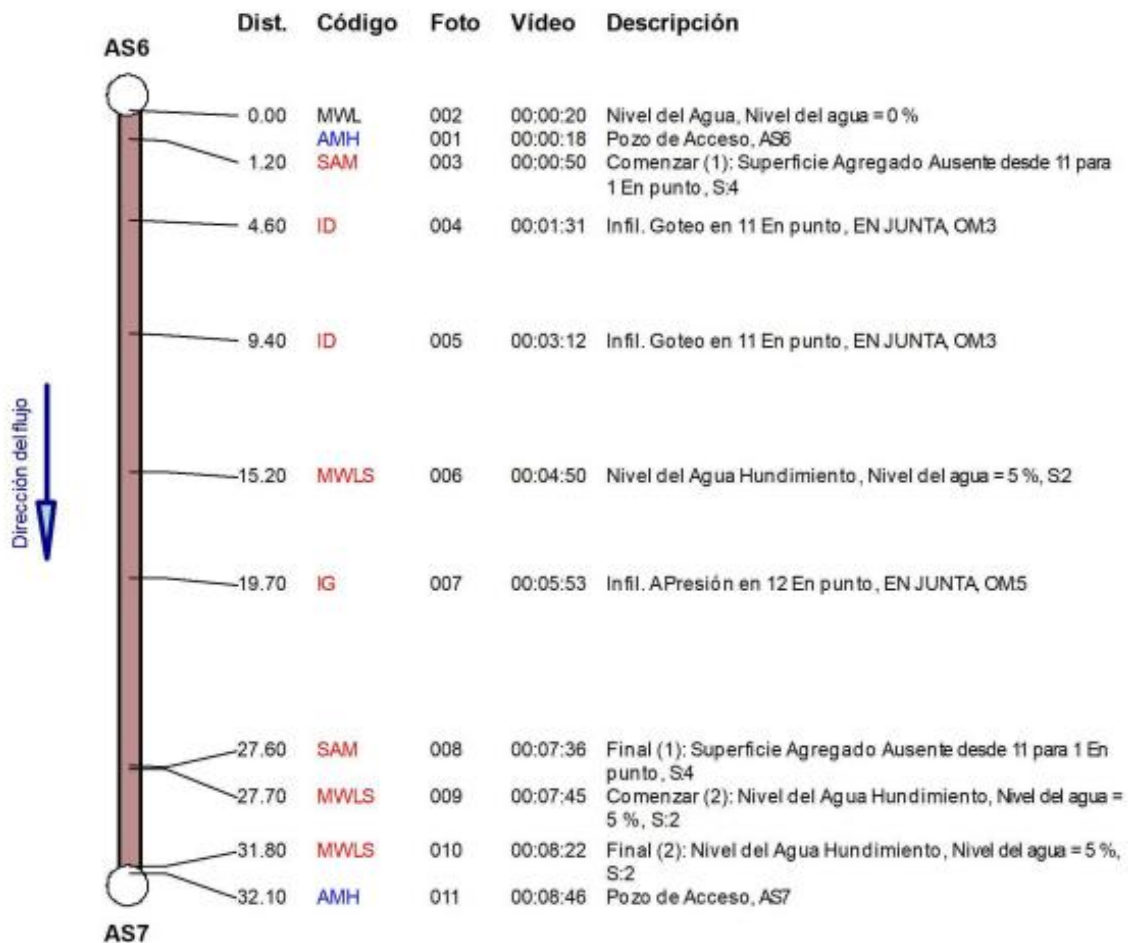 Dist. Código Foto Vídeo Descripción
AS6
0.00 MWL 002 00:00:20 Nivel del Agua, Nivel del agua = 0 %
AMH 001 00:00:18 Pozo de Acceso, AS6
1.20 SAM 003 00:00:50 Comenzar (1): Superficie Agregado Ausente desde 11 para
1 En punto, S:4
4.60 ID 004 00:01:31 Infil. Goteo en 11 En punto, EN JUNTA, OM:3
9.40 ID 005 00:03:12 Infil. Goteo en 11 En punto, EN JUNTA, OM:3
Dirección del flujo
15.20 MWLS 006 00:04:50 Nivel del Agua Hundimiento, Nivel del agua = 5 %, S:2
19.70 IG 007 00:05:53 Infil. A Presión en 12 En punto, EN JUNTA, OM:5
27.60 SAM 008 00:07:36 Final (1): Superficie Agregado Ausente desde 11 para 1 En
punto, S:4
27.70 MWLS 009 00:07:45 Comenzar (2): Nivel del Agua Hundimiento, Nivel del agua =
5 %, S:2
31.80 MWLS 010 00:08:22 Final (2): Nivel del Agua Hundimiento, Nivel del agua = 5 %,
S:2
32.10 AMH 011 00:08:46 Pozo de Acceso, AS7
AS7